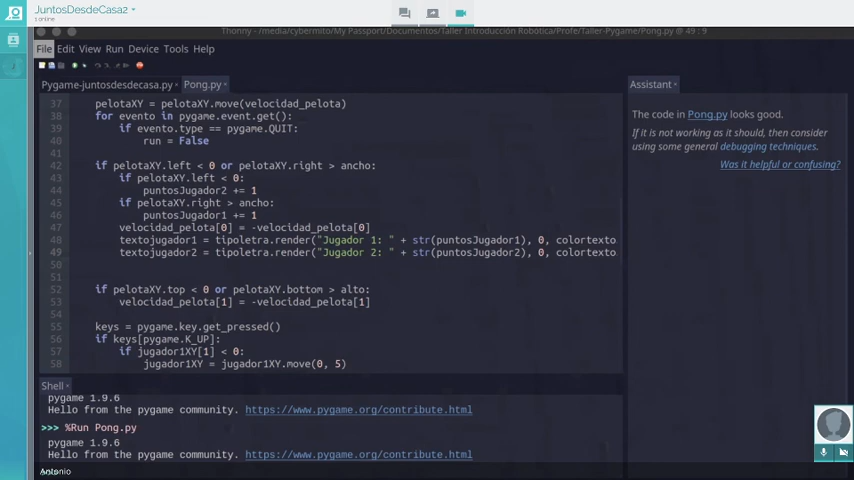 JuntosDesdeCasa2
1 online
Thonny - /media/cybermito/My Passport/Documentos/Taller Introducción Robótica/Profe/Taller-Pygame/Pong.py @ 49 : 9
File Edit View Run Device Tools Help
Pygame-juntosdesdecasa.py Pong.py
37 pelotaXY = pelotaXY.move(velocidad_pelota)
38 for evento in pygame.event.get():
39 if evento.type == pygame.QUIT:
40 run = False
41
42 if pelotaXY.left < 0 or pelotaXY.right > ancho:
43 if pelotaXY.left < 0:
44 puntosJugador2 += 1
45 if pelotaXY.right > ancho:
46 puntosJugador1 += 1
47 velocidad_pelota[0] = -velocidad_pelota[0]
48 textojugador1 = tipoletra.render("Jugador 1: " + str(puntosJugador1), 0, colortexto
49 textojugador2 = tipoletra.render("Jugador 2: " + str(puntosJugador2), 0, colortexto
50
51
52 if pelotaXY.top < 0 or pelotaXY.bottom > alto:
53 velocidad_pelota[1] = -velocidad_pelota[1]
54
55 keys = pygame.key.get_pressed()
56 if keys[pygame.K_UP]:
57 if jugador1XY[1] < 0:
58 jugador1XY = jugador1XY.move(0, 5)
Assistant
The code in Pong.py looks good.
If it is not working as it should, then consider
using some general debugging techniques.
Was it helpful or confusing?
Shell
pygame 1.9.6
Hello from the pygame community. https://www.pygame.org/contribute.html
>>> %Run Pong.py
pygame 1.9.6
Hello from the pygame community. https://www.pygame.org/contribute.html
Antonio